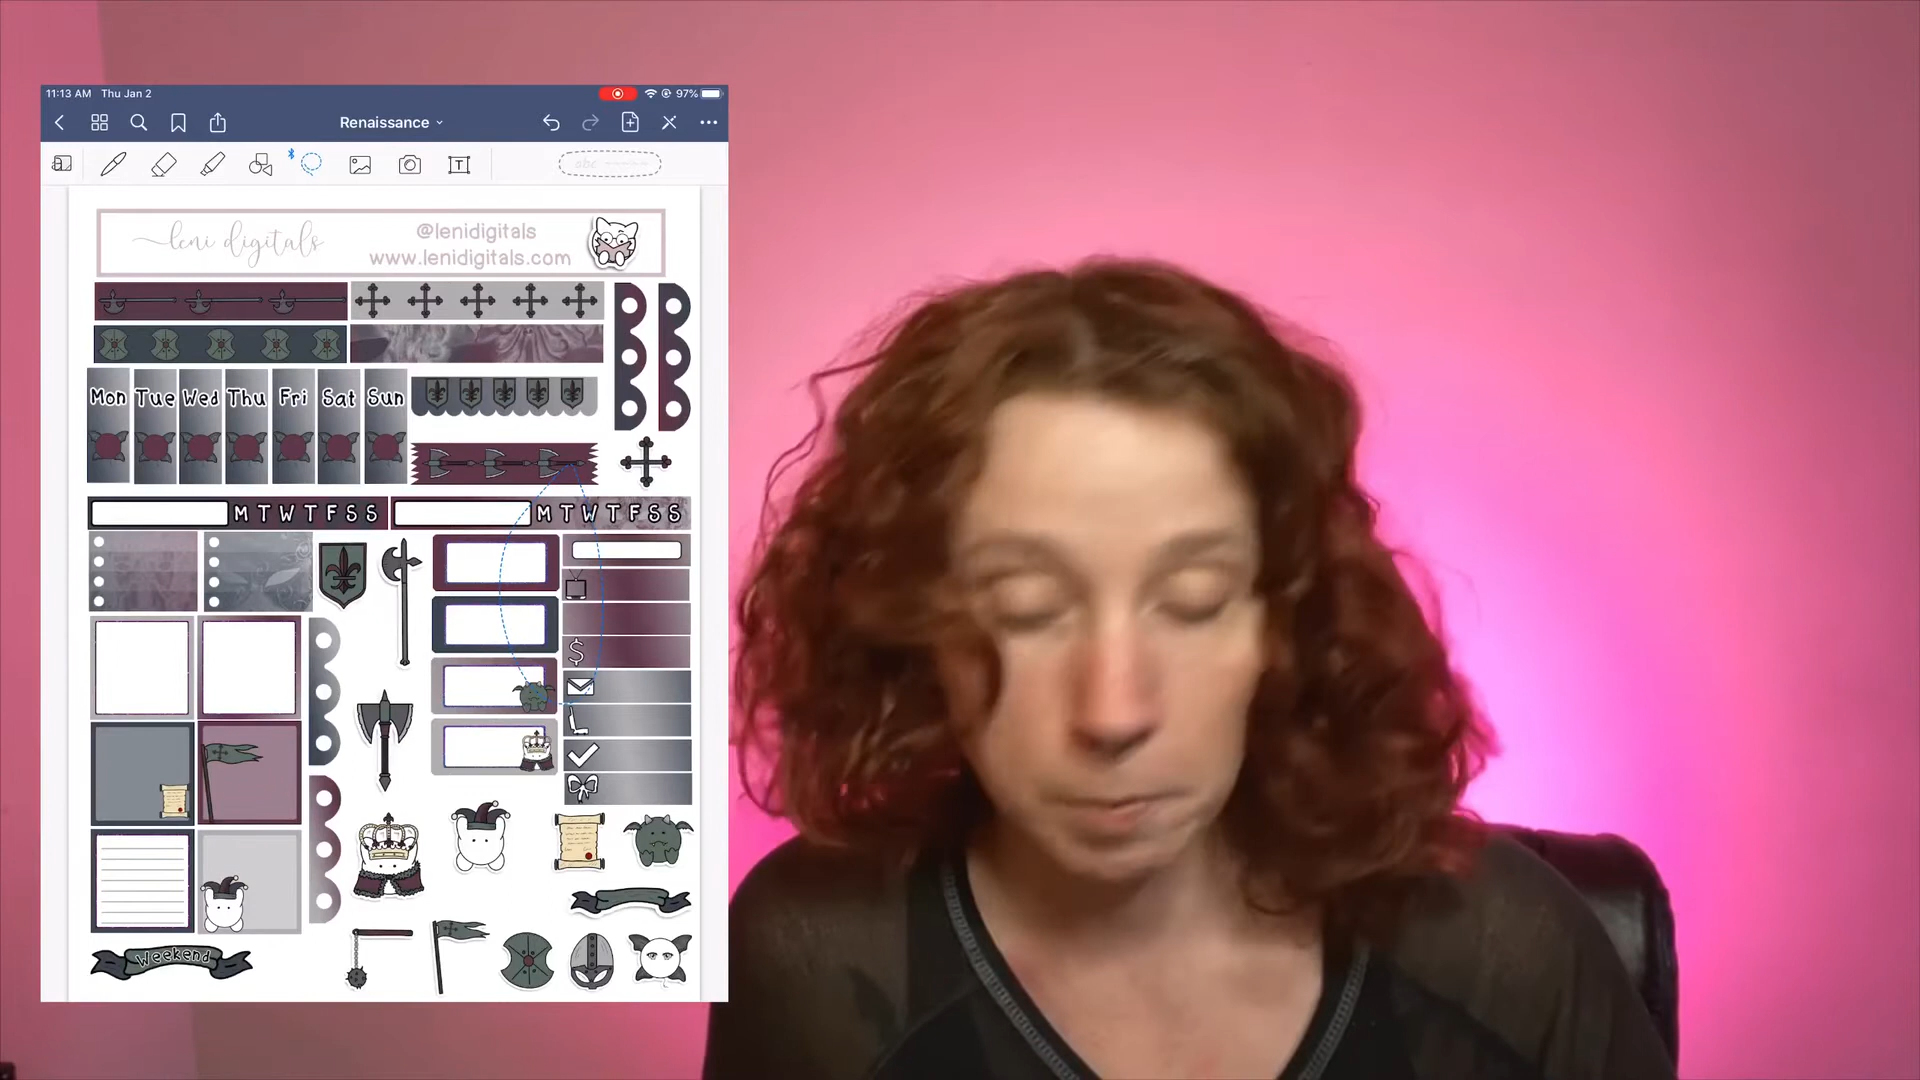 11:13 AM Thu Jan 2
97%
Renaissance
leni digitals
@lenidigitals
www.lenidigitals.com
Mon Tue Wed Thu Fri Sat Sun
M T W T F S S
M T W T F S S
$
Weekend